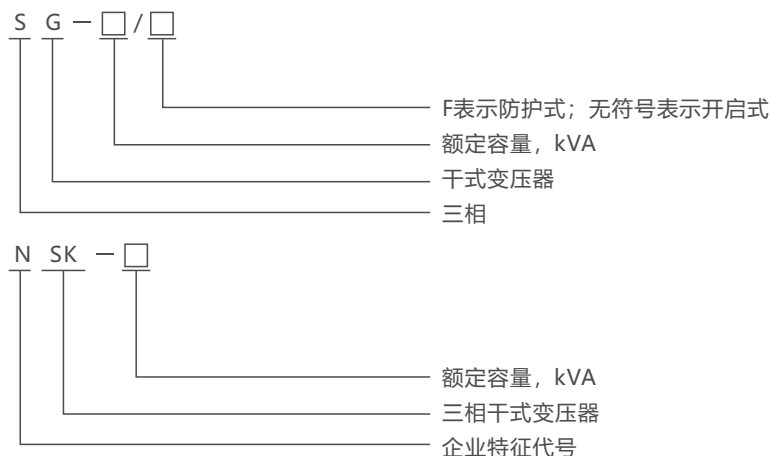 S G - □ / □
F表示防护式；无符号表示开启式
额定容量，kVA
干式变压器
三相
N SK - □
额定容量，kVA
三相干式变压器
企业特征代号